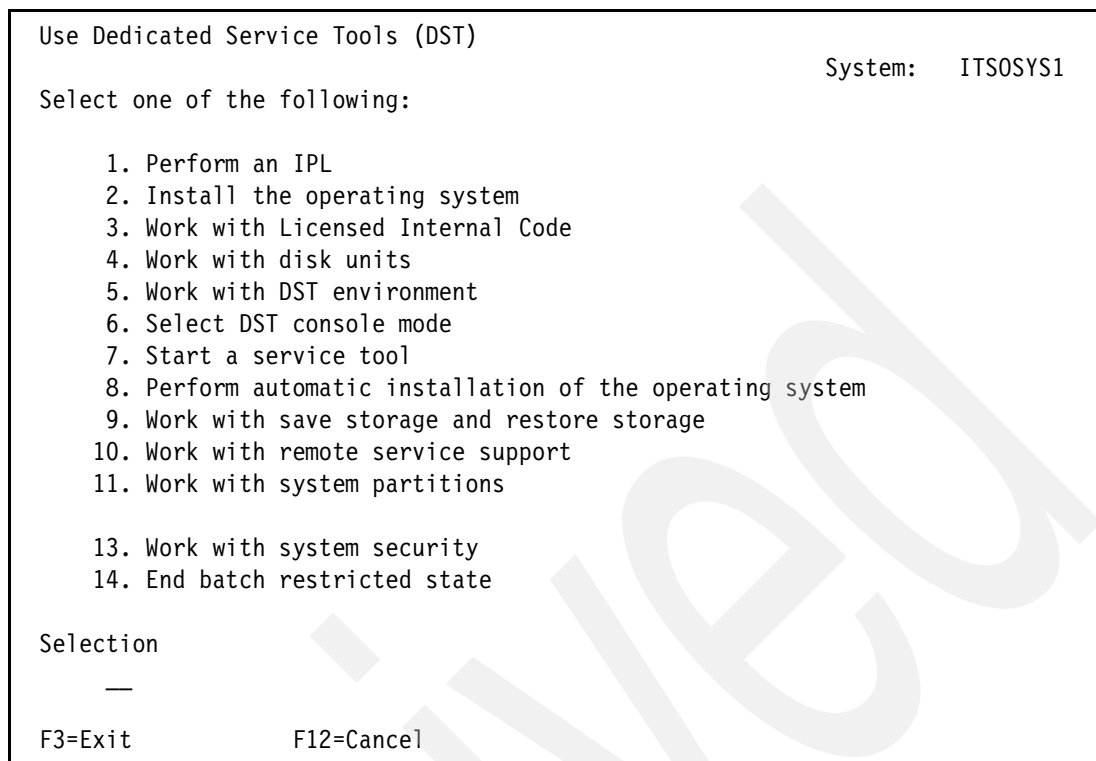 Use Dedicated Service Tools (DST)
System: ITSOSYS1
Select one of the following:
1. Perform an IPL
2. Install the operating system
3. Work with Licensed Internal Code
4. Work with disk units
5. Work with DST environment
6. Select DST console mode
7. Start a service tool
8. Perform automatic installation of the operating system
9. Work with save storage and restore storage
10. Work with remote service support
11. Work with system partitions
13. Work with system security
14. End batch restricted state
Selection
__
F3=Exit F12=Cancel